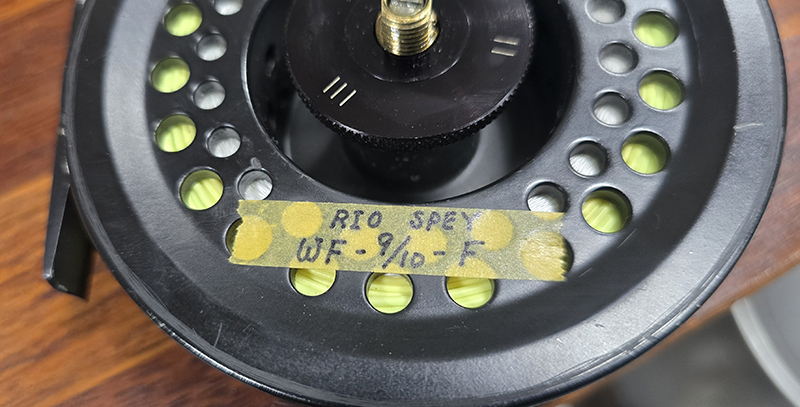 RIO SPEY
WF - 9/10 - F